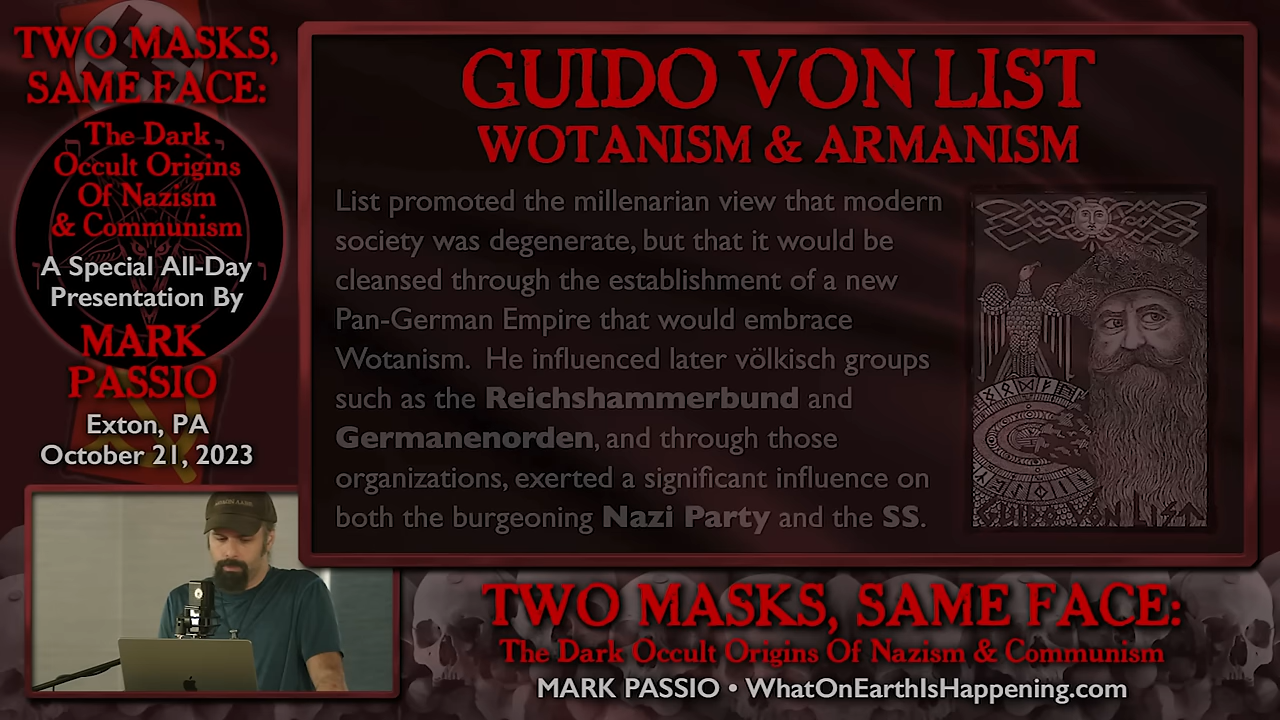 TWO MASKS,
SAME FACE:
The Dark
Occult Origins
Of Nazism
& Communism
A Special All-Day
Presentation By
MARK
PASSIO
Exton, PA
October 21, 2023
GUIDO VON LIST
WOTANISM & ARMANISM
List promoted the millenarian view that modern
society was degenerate, but that it would be
cleansed through the establishment of a new
Pan-German Empire that would embrace
Wotanism. He influenced later völkisch groups
such as the Reichshammerbund and
Germanenorden, and through those
organizations, exerted a significant influence on
both the burgeoning Nazi Party and the SS.
TWO MASKS, SAME FACE:
The Dark Occult Origins Of Nazism & Communism
MARK PASSIO • WhatOnEarthIsHappening.com